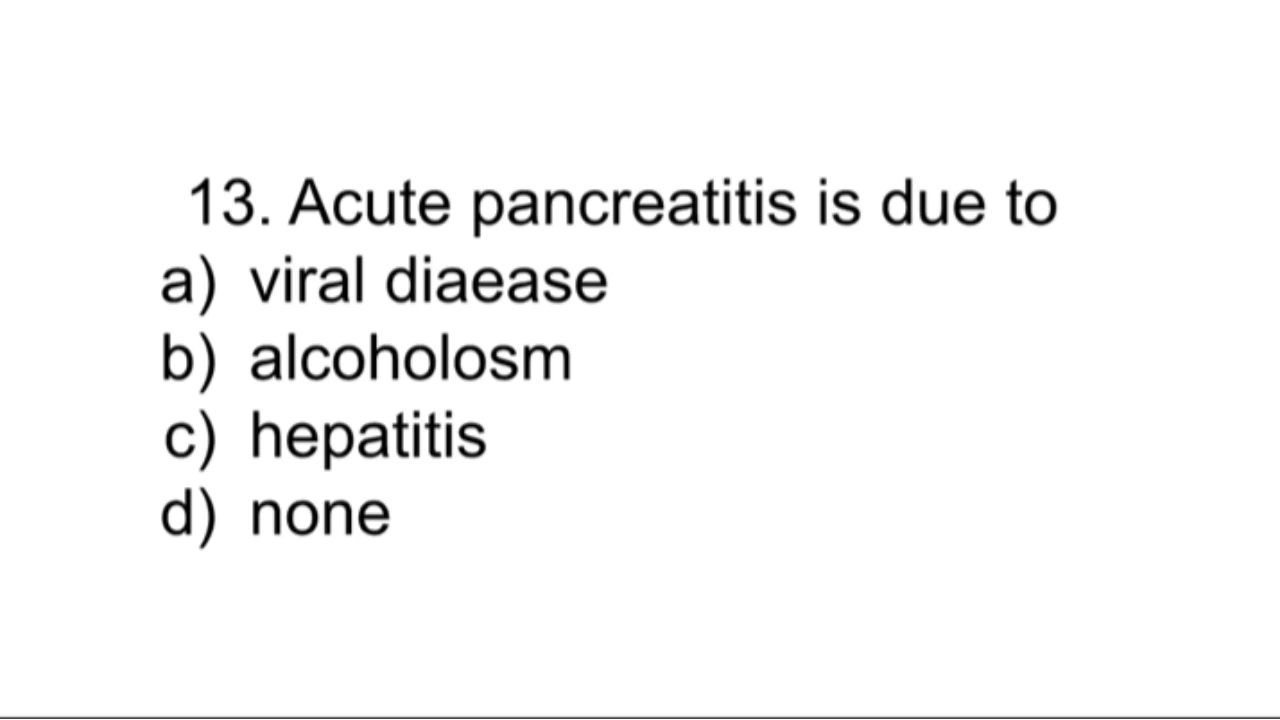 13. Acute pancreatitis is due to
a) viral diaease
b) alcoholosm
c) hepatitis
d) none